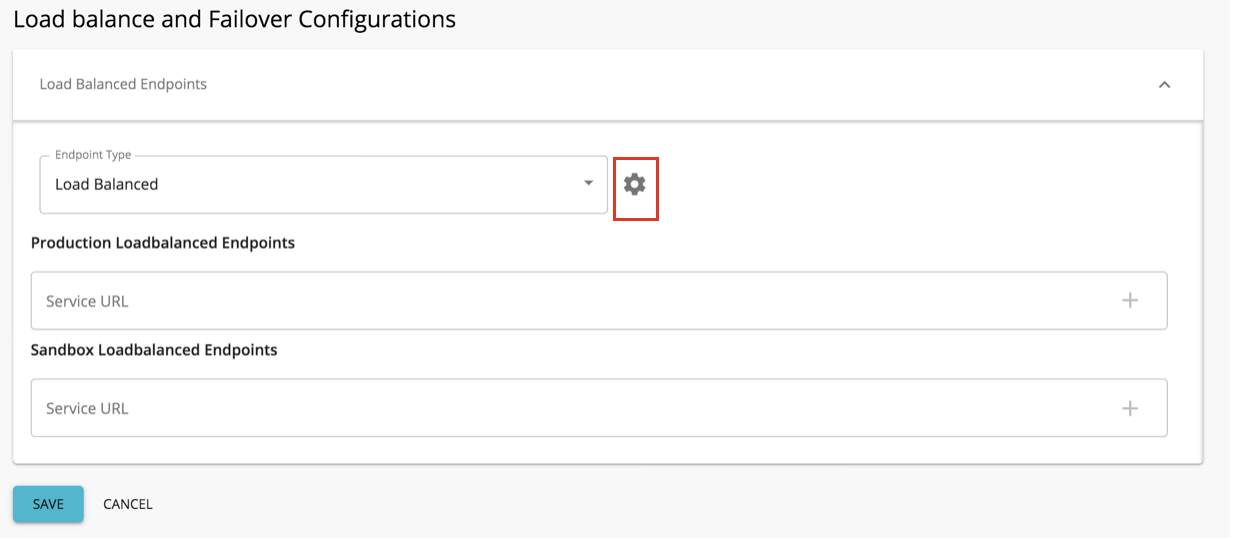 Load balance and Failover Configurations
Load Balanced Endpoints
Endpoint Type
Load Balanced
Production Loadbalanced Endpoints
Service URL
Sandbox Loadbalanced Endpoints
Service URL
SAVE CANCEL